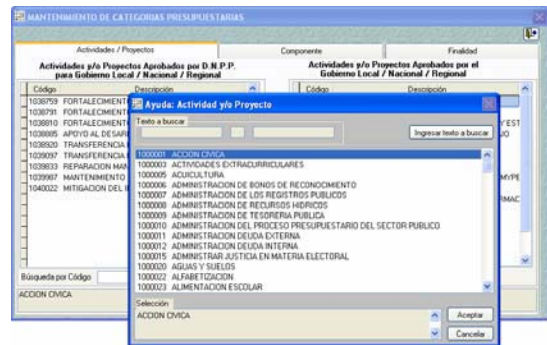 MANTENIMIENTO DE CATEGORIAS PRESUPUESTARIAS
Actividades / Proyectos
Componente
Finalidad
Actividades y/o Proyectos Aprobados por D.N.P.P.
para Gobierno Local / Nacional / Regional
Actividades y/o Proyectos Aprobados por el
Gobierno Local / Nacional / Regional
Código Descripción
Código Descripción
1038759 FORTALECIMIENT
1038791 FORTALECIMIENT
1038810 FORTALECIMIENT
1038885 APOYO AL DESAR
1038920 TRANSFERENCIA
1039097 TRANSFERENCIA
1039833 REPARACION MAN
1039987 MANTENIMIENTO
1040022 MITIGACION DEL
Búsqueda por Código
ACCION CIVICA
Ayuda: Actividad y/o Proyecto
Texto a buscar
Ingresar texto a buscar
1000001 ACCION CIVICA
1000003 ACTIVIDADES EXTRACURRICULARES
1000005 ACUICULTURA
1000006 ADMINISTRACION DE BONOS DE RECONOCIMIENTO
1000007 ADMINISTRACION DE LOS REGISTROS PUBLICOS
1000008 ADMINISTRACION DE RECURSOS HIDRICOS
1000009 ADMINISTRACION DE TESORERIA PUBLICA
1000010 ADMINISTRACION DEL PROCESO PRESUPUESTARIO DEL SECTOR PUBLICO
1000011 ADMINISTRACION DEUDA EXTERNA
1000012 ADMINISTRACION DEUDA INTERNA
1000015 ADMINISTRAR JUSTICIA EN MATERIA ELECTORAL
1000020 AGUAS Y SUELOS
1000022 ALFABETIZACION
1000023 ALIMENTACION ESCOLAR
Selección
ACCION CIVICA
Aceptar
Cancelar